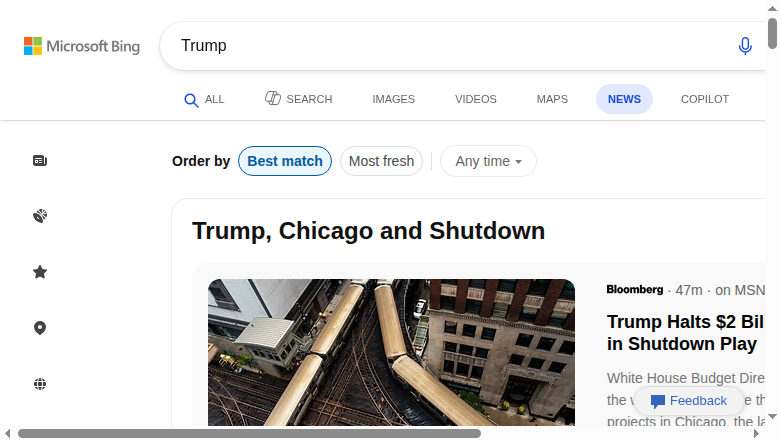 Microsoft Bing
Trump
ALL
SEARCH
IMAGES
VIDEOS
MAPS
NEWS
COPILOT
Order by
Best match
Most fresh
Any time
Trump, Chicago and Shutdown
Bloomberg · 47m · on MSN
Trump Halts $2 Bil
in Shutdown Play
White House Budget Dire
the
projects in Chicago, the la
Feedback